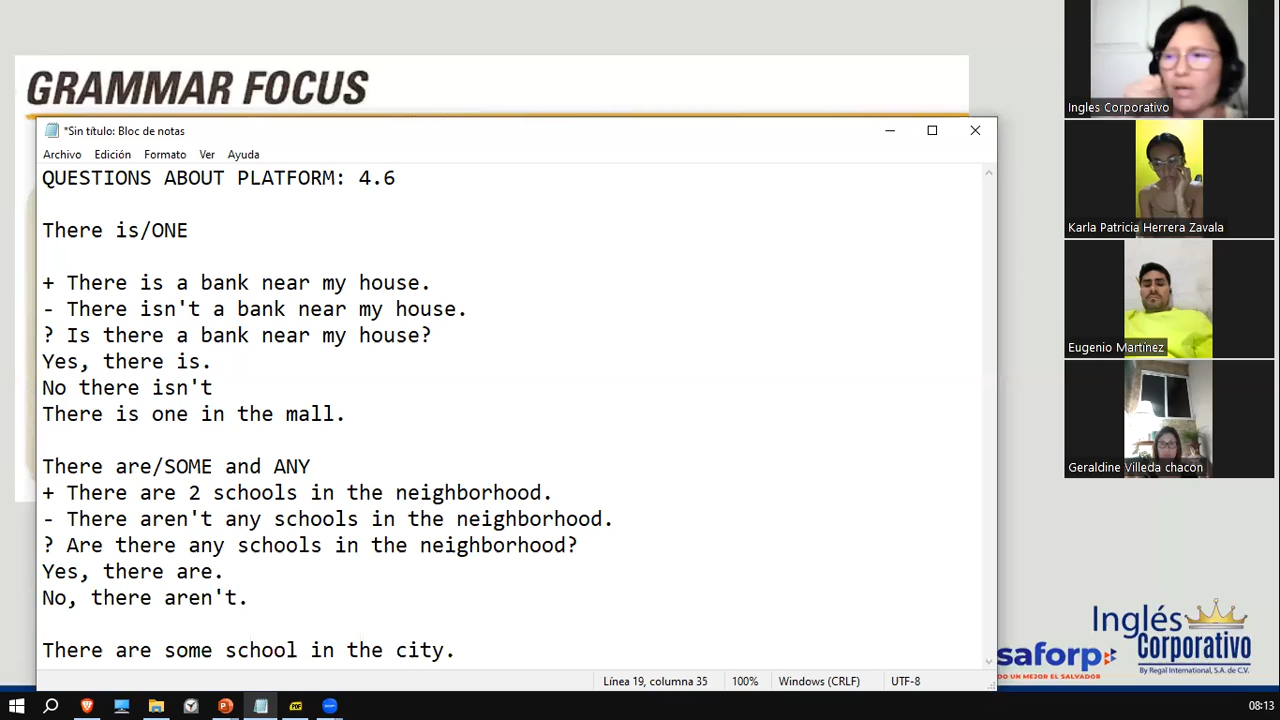 GRAMMAR FOCUS
*Sin título: Bloc de notas
Archivo Edición Formato Ver Ayuda
QUESTIONS ABOUT PLATFORM: 4.6
There is/ONE
+ There is a bank near my house.
- There isn't a bank near my house.
? Is there a bank near my house?
Yes, there is.
No there isn't
There is one in the mall.
There are/SOME and ANY
+ There are 2 schools in the neighborhood.
- There aren't any schools in the neighborhood.
? Are there any schools in the neighborhood?
Yes, there are.
No, there aren't.
There are some school in the city.
Línea 19, columna 35 100% Windows (CRLF) UTF-8
Ingles Corporativo
Karla Patricia Herrera Zavala
Eugenio Martínez
Geraldine Villeda chacon
Inglés
Corporativo
By Regal International, S.A. de C.V.
saforp
DO UN MEJOR EL SALVADOR
08:13